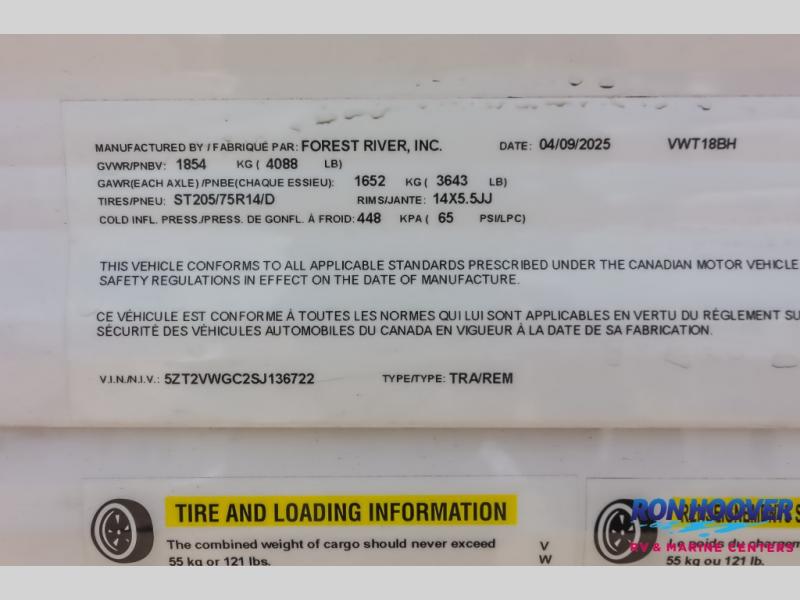 MANUFACTURED BY / FABRIQUÉ PAR: FOREST RIVER, INC. DATE: 04/09/2025 VWT18BH
GVWR/PNBV: 1854 KG ( 4088 LB)
GAWR(EACH AXLE) /PNBE(CHAQUE ESSIEU): 1652 KG ( 3643 LB)
TIRES/PNEU: ST205/75R14/D RIMS/JANTE: 14X5.5JJ
COLD INFL. PRESS./PRESS. DE GONFL. À FROID: 448 KPA ( 65 PSI/LPC)
THIS VEHICLE CONFORMS TO ALL APPLICABLE STANDARDS PRESCRIBED UNDER THE CANADIAN MOTOR VEHICLE
SAFETY REGULATIONS IN EFFECT ON THE DATE OF MANUFACTURE.
CE VÉHICULE EST CONFORME À TOUTES LES NORMES QUI LUI SONT APPLICABLES EN VERTU DU RÉGLEMENT SU
SÉCURITÉ DES VÉHICULES AUTOMOBILES DU CANADA EN VIGUEUR À LA DATE DE SA FABRICATION.
V.I.N./N.I.V.: 5ZT2VWGC2SJ136722 TYPE/TYPE: TRA/REM
TIRE AND LOADING INFORMATION
The combined weight of cargo should never exceed
55 kg or 121 lbs.
V
W
RENSEIGNEMENTS S
Le poids du chargem
55 kg ou 121 lb.
RON HOOVER
RV & MARINE CENTERS